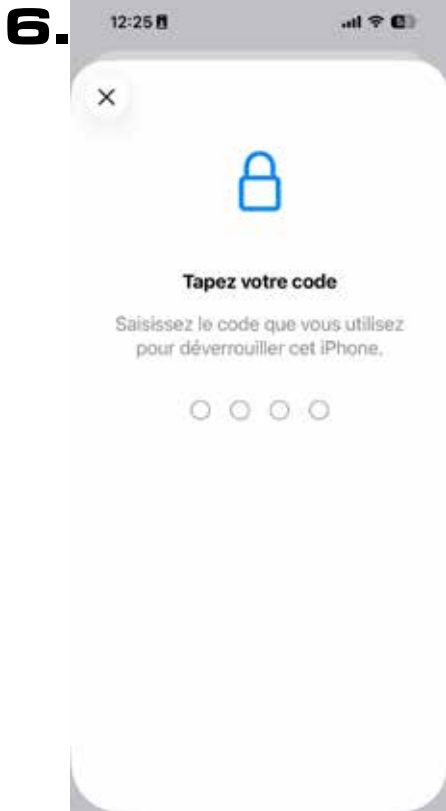 6.
12:25
Tapez votre code
Saisissez le code que vous utilisez
pour déverrouiller cet iPhone.